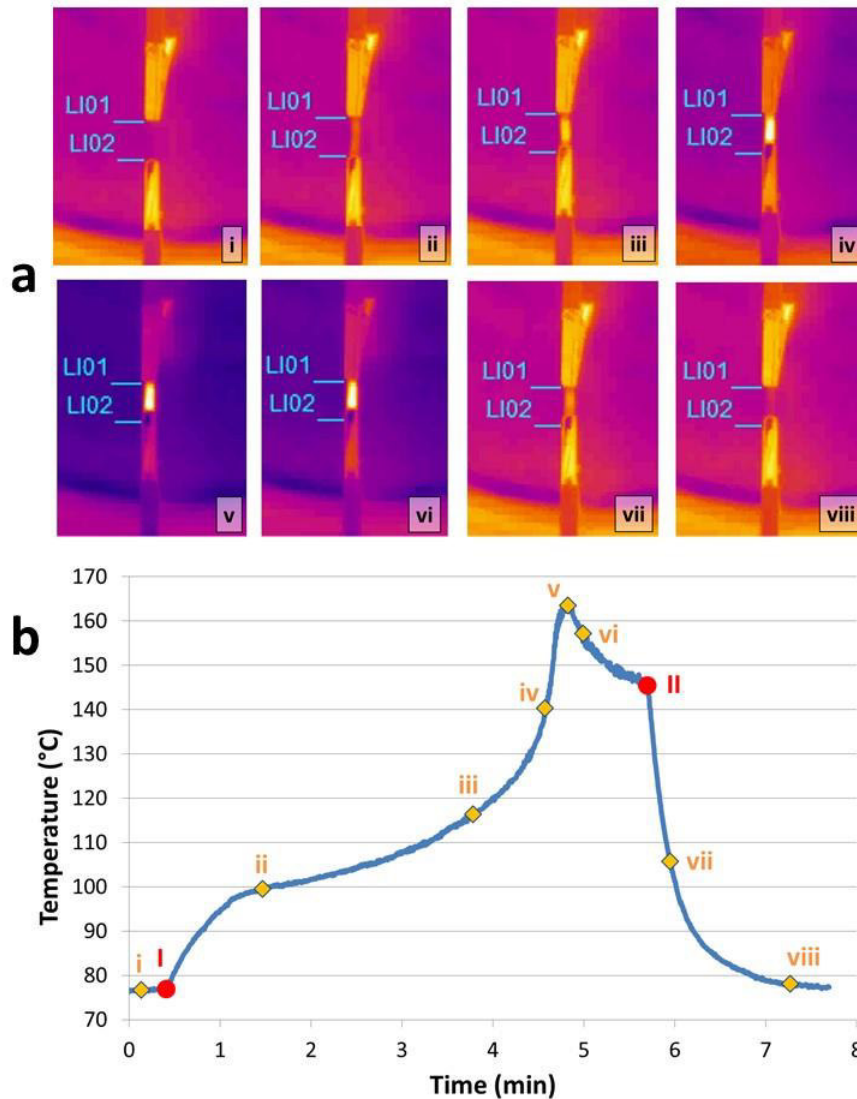 a
LI01
LI02
i
LI01
LI02
ii
LI01
LI02
iii
LI01
LI02
iv
LI01
LI02
v
LI01
LI02
vi
LI01
LI02
vii
LI01
LI02
viii
b
Temperature (°C)
170
160
150
140
130
120
110
100
90
80
70
i
I
ii
iii
iv
v
vi
II
vii
viii
0 1 2 3 4 5 6 7 8
Time (min)